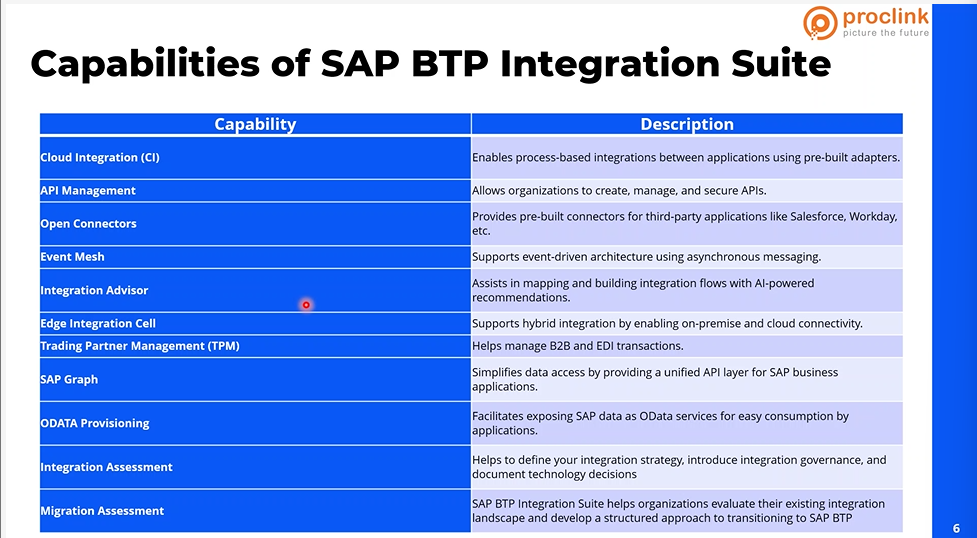 proclink
picture the future
Capabilities of SAP BTP Integration Suite
Capability
Description
Cloud Integration (CI)
Enables process-based integrations between applications using pre-built adapters.
API Management
Allows organizations to create, manage, and secure APIs.
Open Connectors
Provides pre-built connectors for third-party applications like Salesforce, Workday,
etc.
Event Mesh
Supports event-driven architecture using asynchronous messaging.
Integration Advisor
Assists in mapping and building integration flows with AI-powered
recommendations.
Edge Integration Cell
Supports hybrid integration by enabling on-premise and cloud connectivity.
Trading Partner Management (TPM)
Helps manage B2B and EDI transactions.
SAP Graph
Simplifies data access by providing a unified API layer for SAP business
applications.
ODATA Provisioning
Facilitates exposing SAP data as OData services for easy consumption by
applications.
Integration Assessment
Helps to define your integration strategy, introduce integration governance, and
document technology decisions
Migration Assessment
SAP BTP Integration Suite helps organizations evaluate their existing integration
landscape and develop a structured approach to transitioning to SAP BTP
6